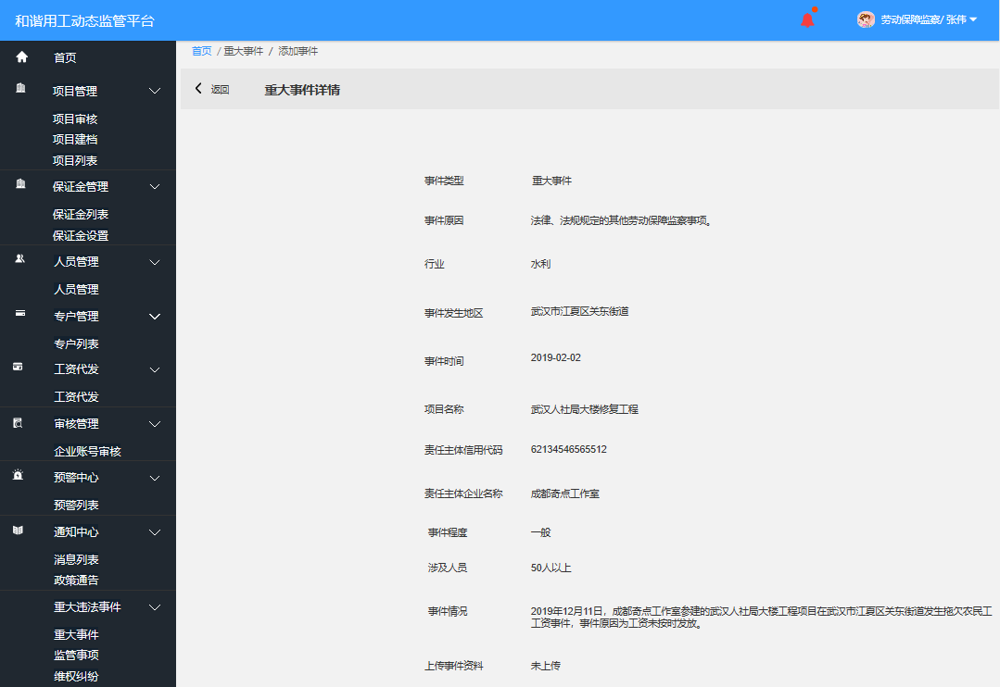 和谐用工动态监管平台
劳动保障监察/ 张伟
首页
项目管理
项目审核
项目建档
项目列表
保证金管理
保证金列表
保证金设置
人员管理
人员管理
专户管理
专户列表
工资代发
工资代发
审核管理
企业账号审核
预警中心
预警列表
通知中心
消息列表
政策通告
重大违法事件
重大事件
监管事项
维权纠纷
首页 / 重大事件 / 添加事件
返回 重大事件详情
事件类型 重大事件
事件原因 法律、法规规定的其他劳动保障监察事项。
行业 水利
事件发生地区 武汉市江夏区关东街道
事件时间 2019-02-02
项目名称 武汉人社局大楼修复工程
责任主体信用代码 62134546565512
责任主体企业名称 成都奇点工作室
事件程度 一般
涉及人员 50人以上
事件情况 2019年12月11日，成都奇点工作室参建的武汉人社局大楼工程项目在武汉市江夏区关东街道发生拖欠农民工
工资事件，事件原因为工资未按时发放。
上传事件资料 未上传